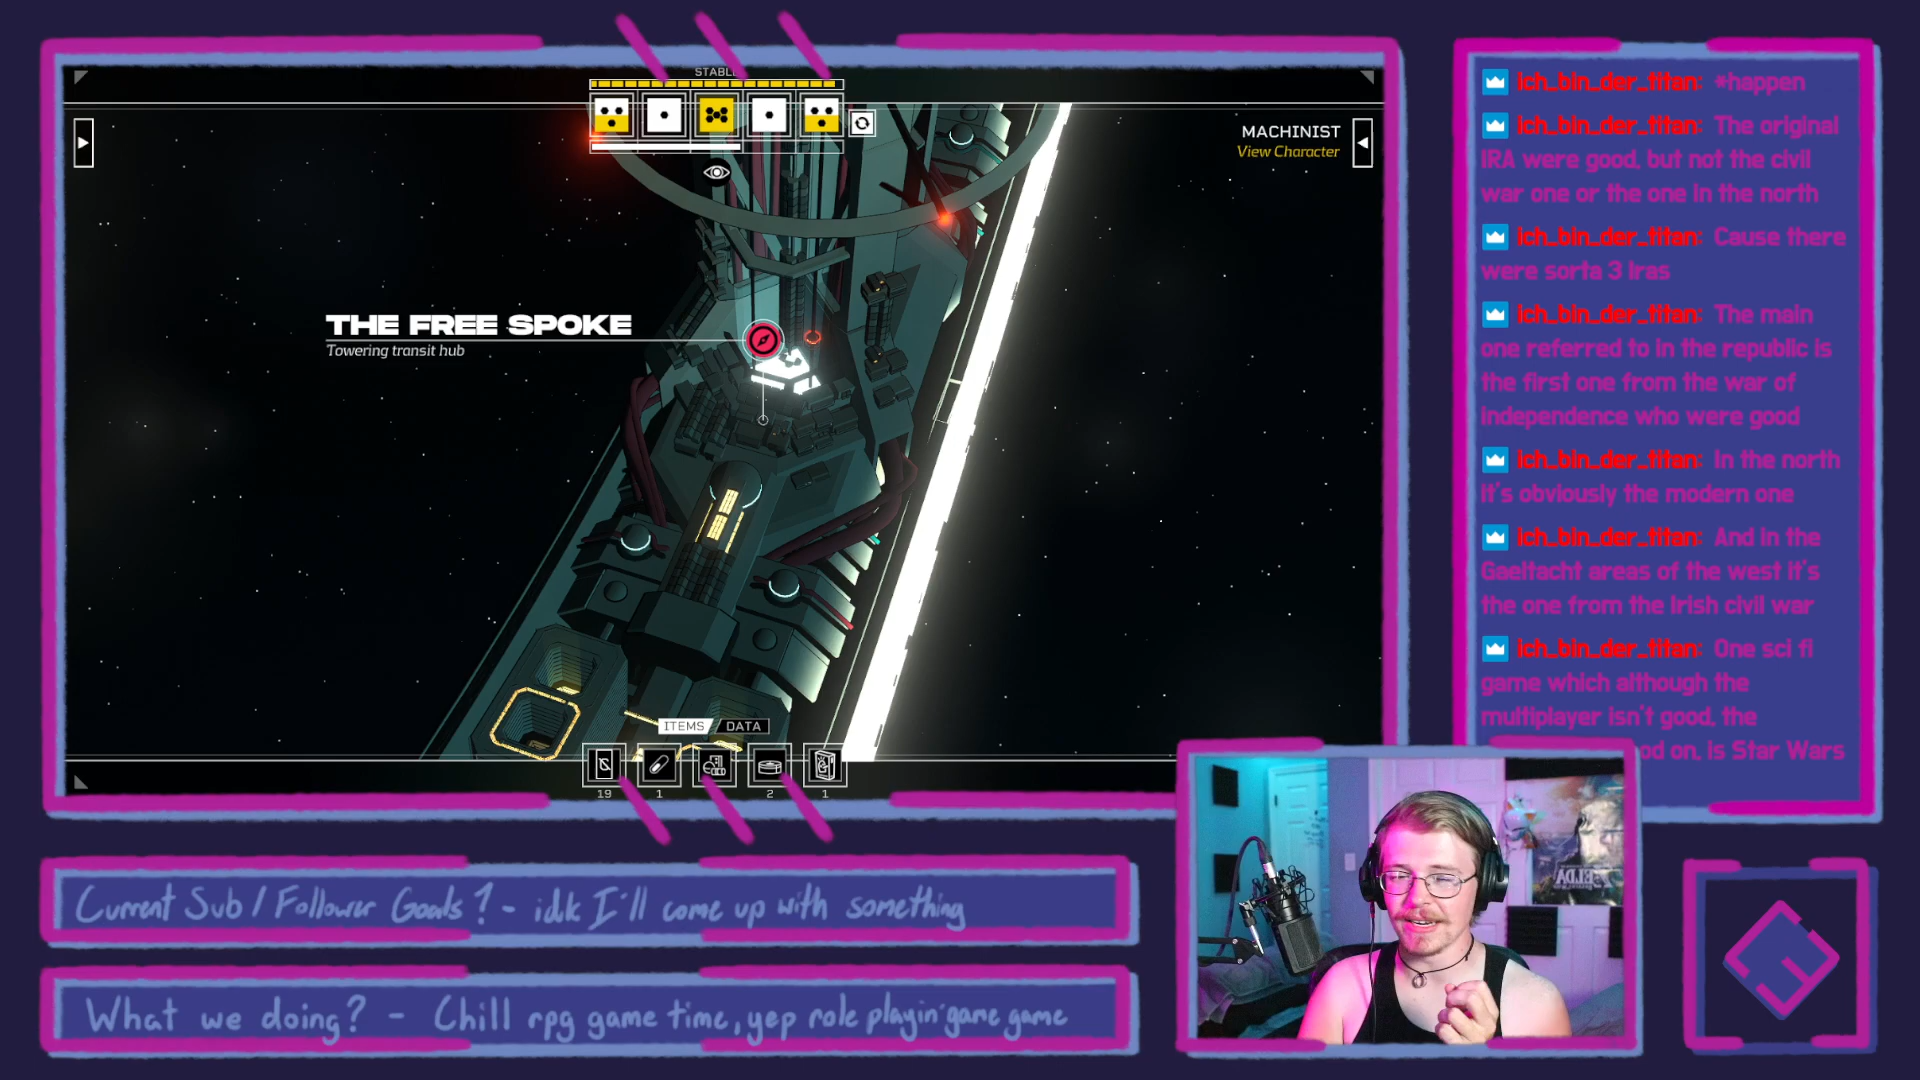 STABLE
MACHINIST
View Character
THE FREE SPOKE
Towering transit hub
ITEMS
DATA
19
1
2
1
ich_bin_der_titan: *happen
ich_bin_der_titan: The original
IRA were good, but not the civil
war one or the one in the north
ich_bin_der_titan: Cause there
were sorta 3 Iras
ich_bin_der_titan: The main
one referred to in the republic is
the first one from the war of
independence who were good
ich_bin_der_titan: In the north
it's obviously the modern one
ich_bin_der_titan: And in the
Gaeltacht areas of the west it's
the one from the Irish civil war
ich_bin_der_titan: One sci fi
game which although the
multiplayer isn't good, the
on, is Star Wars
ZELDA
Current Sub / Follower Goals? - idk I'll come up with something
What we doing? - Chill rpg game time, yep role playin' game game